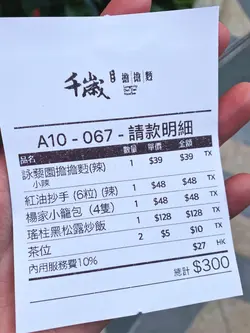 千歲
擔擔麪
A10 - 067 - 請款明細
品名 數量 單價 金額
詠藜園擔擔麪(辣) 1 $39 $39 TX
小辣
紅油抄手 (6粒) (辣) 1 $48 $48 TX
楊家小籠包 (4隻) 1 $48 $48 TX
瑤柱黑松露炒飯 1 $128 $128 TX
茶位 2 $5 $10 TX
內用服務費10% $27 HK
總計 $300